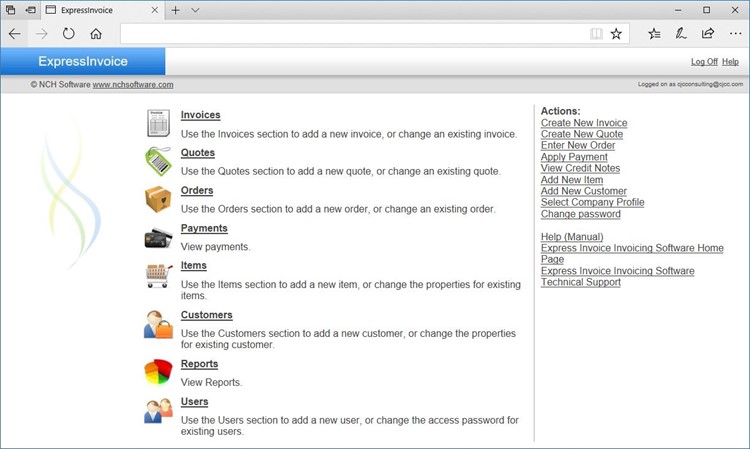 ExpressInvoice
ExpressInvoice
Log Off Help
© NCH Software www.nchsoftware.com
Logged on as cjcconsulting@cjcc.com
Invoices
Use the Invoices section to add a new invoice, or change an existing invoice.
Quotes
Use the Quotes section to add a new quote, or change an existing quote.
Orders
Use the Orders section to add a new order, or change an existing order.
Payments
View payments.
Items
Use the Items section to add a new item, or change the properties for existing
items.
Customers
Use the Customers section to add a new customer, or change the properties
for existing customer.
Reports
View Reports.
Users
Use the Users section to add a new user, or change the access password for
existing users.
Actions:
Create New Invoice
Create New Quote
Enter New Order
Apply Payment
View Credit Notes
Add New Item
Add New Customer
Select Company Profile
Change password
Help (Manual)
Express Invoice Invoicing Software Home
Page
Express Invoice Invoicing Software
Technical Support